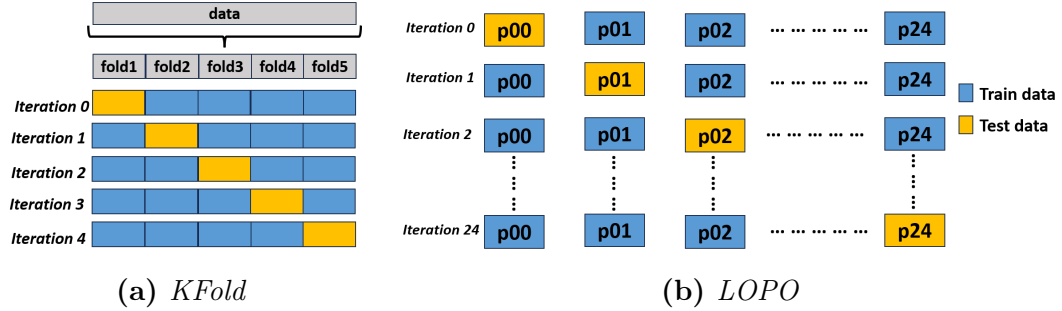 data
fold1 fold2 fold3 fold4 fold5
Iteration 0
Iteration 1
Iteration 2
Iteration 3
Iteration 4
(a) KFold
Iteration 0 p00 p01 p02 ... ... ... ... ... p24
Iteration 1 p00 p01 p02 ... ... ... ... ... p24
Iteration 2 p00 p01 p02 ... ... ... ... ... p24
Iteration 24 p00 p01 p02 ... ... ... ... ... p24
Train data
Test data
(b) LOPO